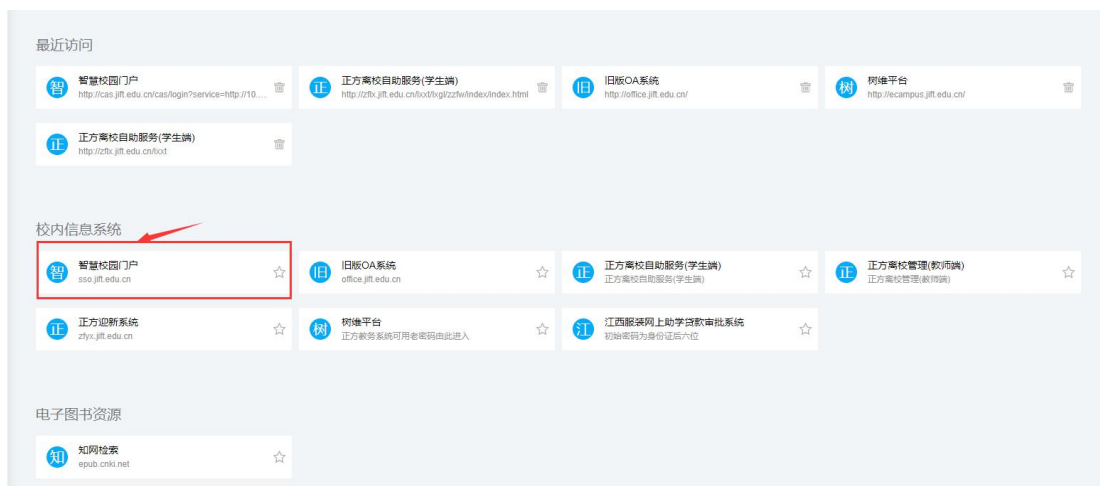 最近访问
智 智慧校园门户
http://cas.jift.edu.cn/cas/login?service=http://10....
正 正方离校自助服务(学生端)
http://zflx.jift.edu.cn/lxxt/lxgl/zzfw/index/index.html
旧 旧版OA系统
http://office.jift.edu.cn/
树 树维平台
http://ecampus.jift.edu.cn/
正 正方离校自助服务(学生端)
http://zflx.jift.edu.cn/lxxt
校内信息系统
智 智慧校园门户
sso.jift.edu.cn
旧 旧版OA系统
office.jift.edu.cn
正 正方离校自助服务(学生端)
正方离校自助服务(学生端)
正 正方离校管理(教师端)
正方离校管理(教师端)
正 正方迎新系统
zfyx.jift.edu.cn
树 树维平台
正方教务系统可用老密码由此进入
江 江西服装网上助学贷款审批系统
初始密码为身份证后六位
电子图书资源
知 知网检索
epub.cnki.net